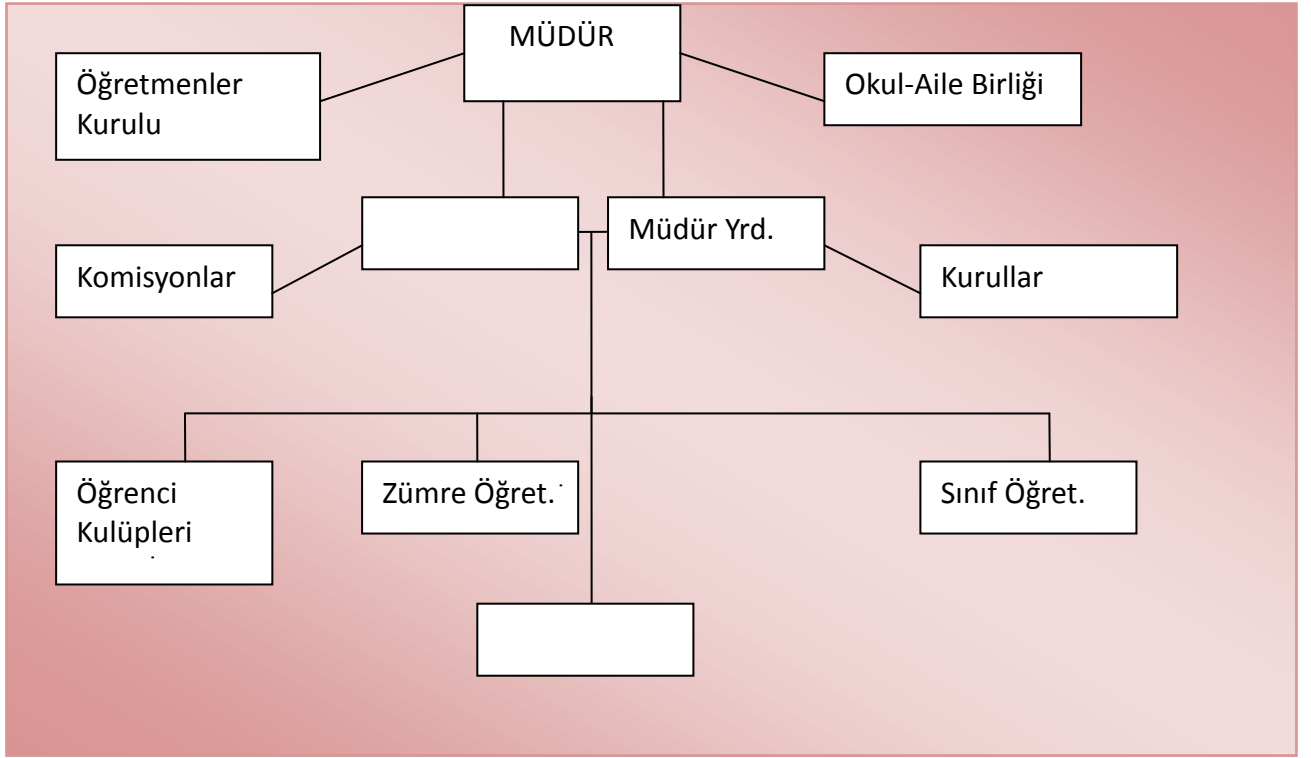 MÜDÜR
Öğretmenler
Kurulu
Okul-Aile Birliği
Müdür Yrd.
Komisyonlar
Kurullar
Öğrenci
Kulüpleri
Zümre Öğret.
Sınıf Öğret.